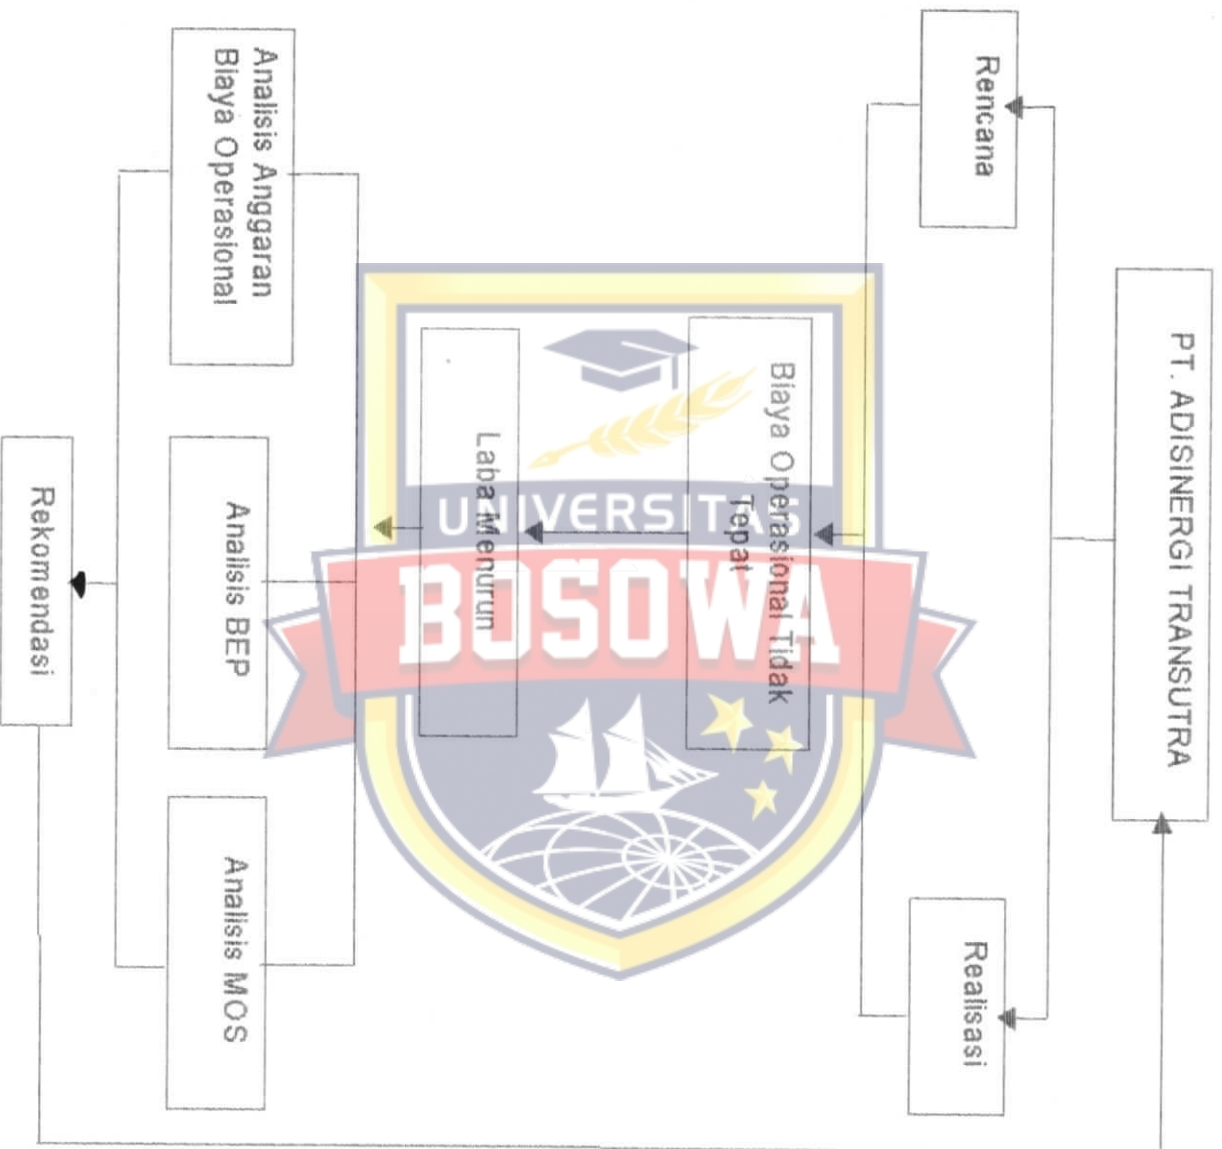 PT. ADISINERGI TRANSUTRA
Rencana
Realisasi
Biaya Operasional Tidak
Tepat
Laba Menurun
Analisis Anggaran
Biaya Operasional
Analisis BEP
Analisis MOS
Rekomendasi
UNIVERSITAS
BOSOWA